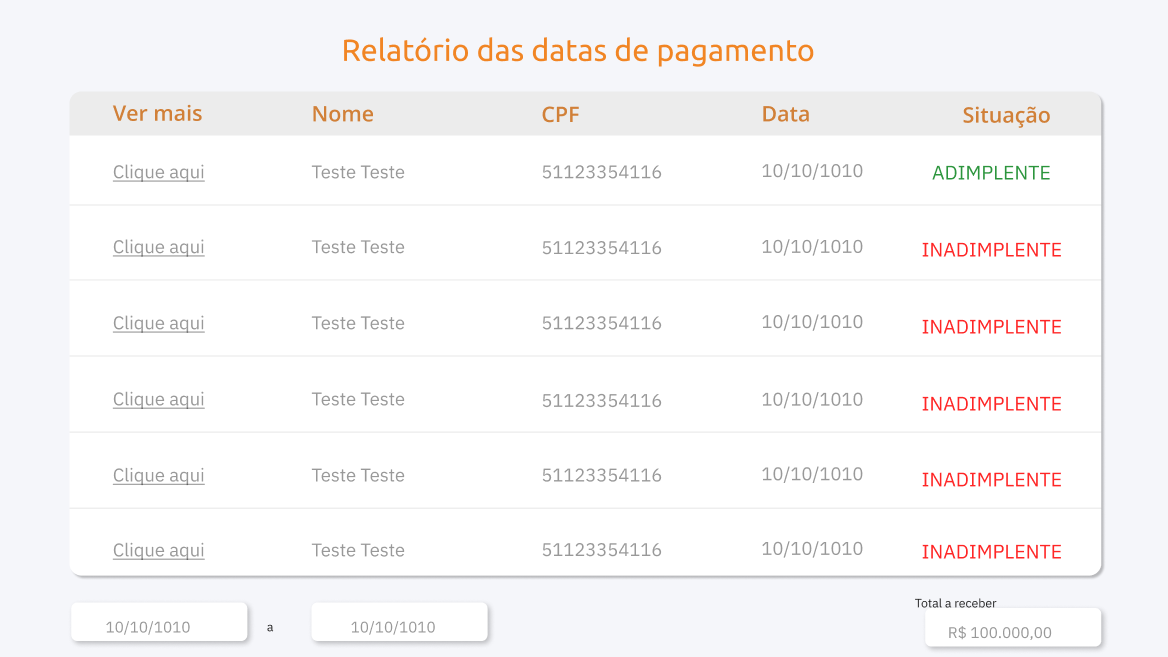 Relatório das datas de pagamento
Ver mais Nome CPF Data Situação
Clique aqui Teste Teste 51123354116 10/10/1010 ADIMPLENTE
Clique aqui Teste Teste 51123354116 10/10/1010 INADIMPLENTE
Clique aqui Teste Teste 51123354116 10/10/1010 INADIMPLENTE
Clique aqui Teste Teste 51123354116 10/10/1010 INADIMPLENTE
Clique aqui Teste Teste 51123354116 10/10/1010 INADIMPLENTE
Clique aqui Teste Teste 51123354116 10/10/1010 INADIMPLENTE
Total a receber
10/10/1010 a 10/10/1010 R$ 100.000,00